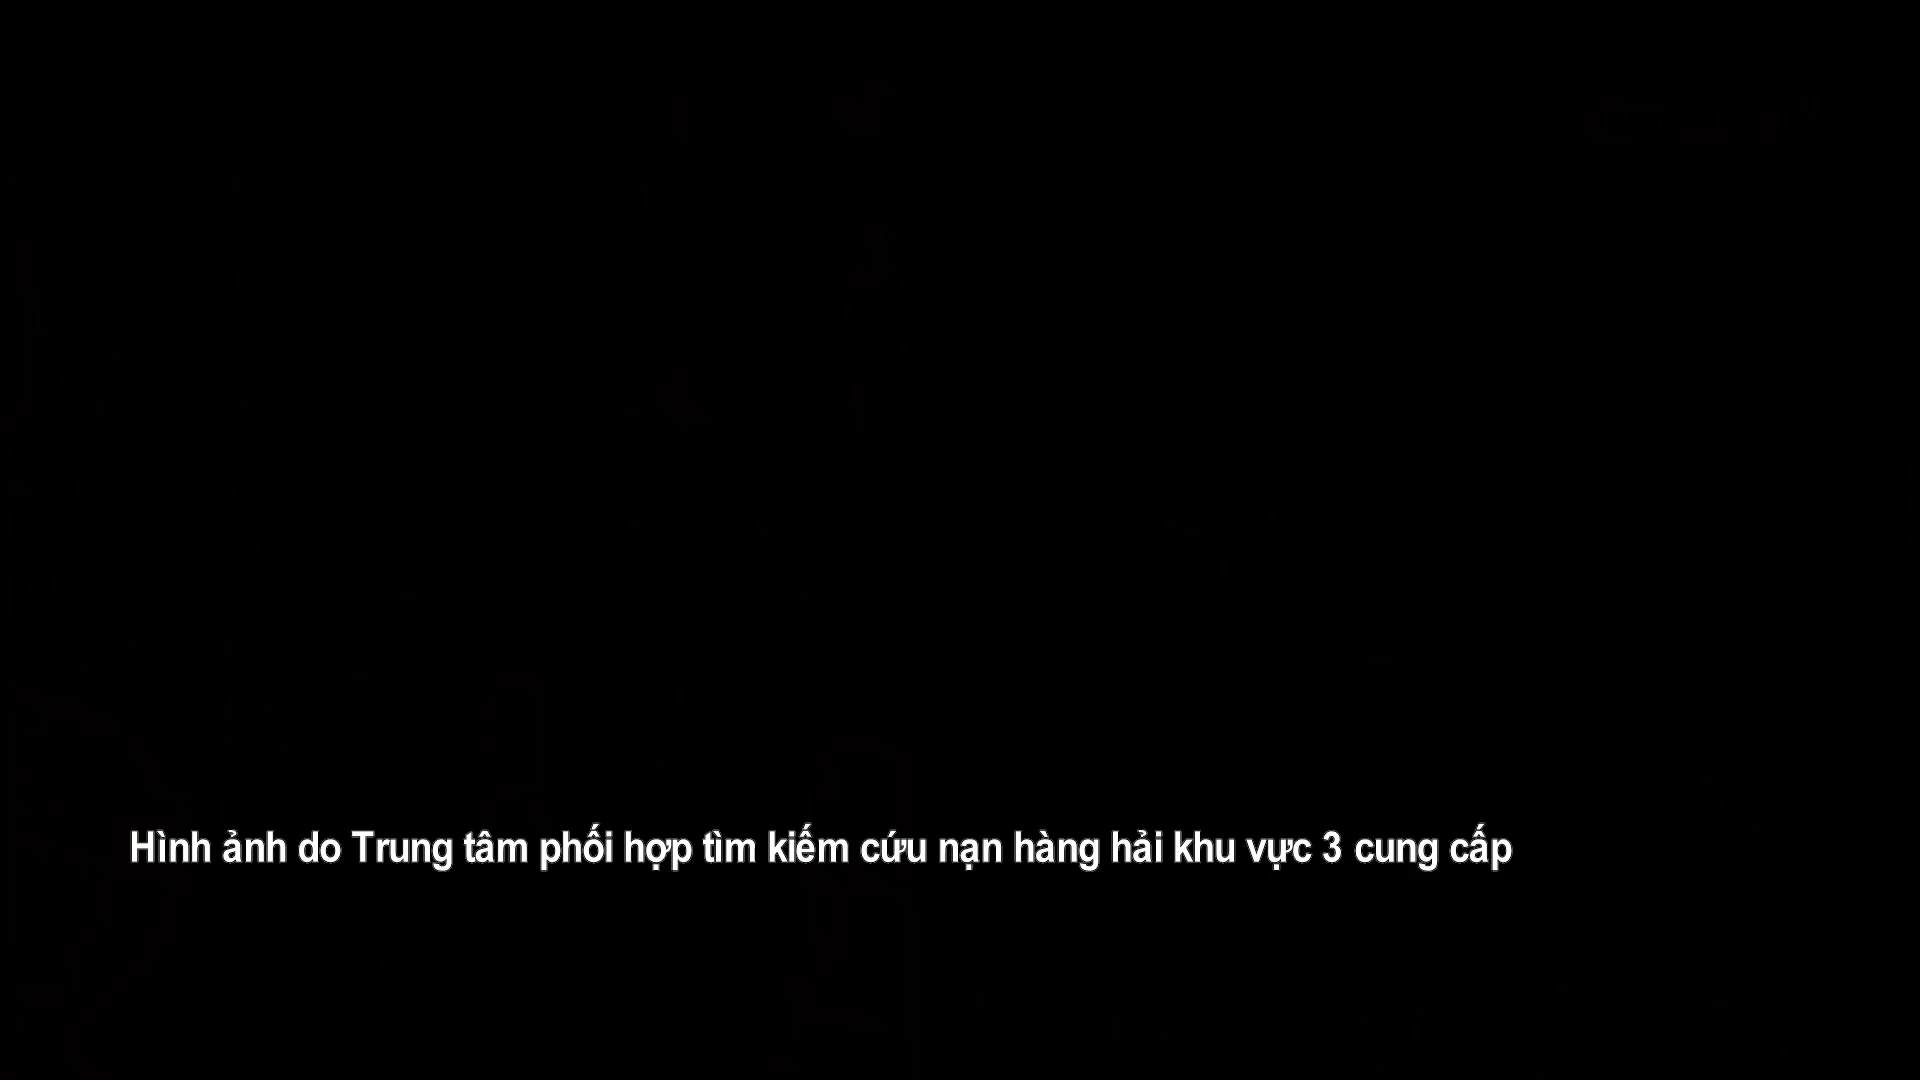 Hình ảnh do Trung tâm phối hợp tìm kiếm cứu nạn hàng hải khu vực 3 cung cấp